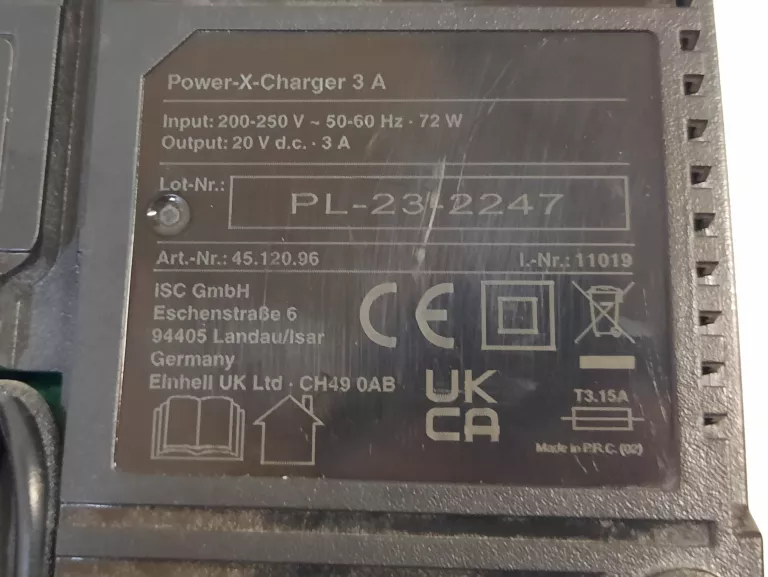 Power-X-Charger 3 A
Input: 200-250 V ~ 50-60 Hz · 72 W
Output: 20 V d.c. · 3 A
Lot-Nr.: PL-23-2247
Art.-Nr.: 45.120.96 I.-Nr.: 11019
iSC GmbH
Eschenstraße 6
94405 Landau/Isar
Germany
Einhell UK Ltd · CH49 0AB
CE
UK
CA
T3.15A
Made in P.R.C. (02)